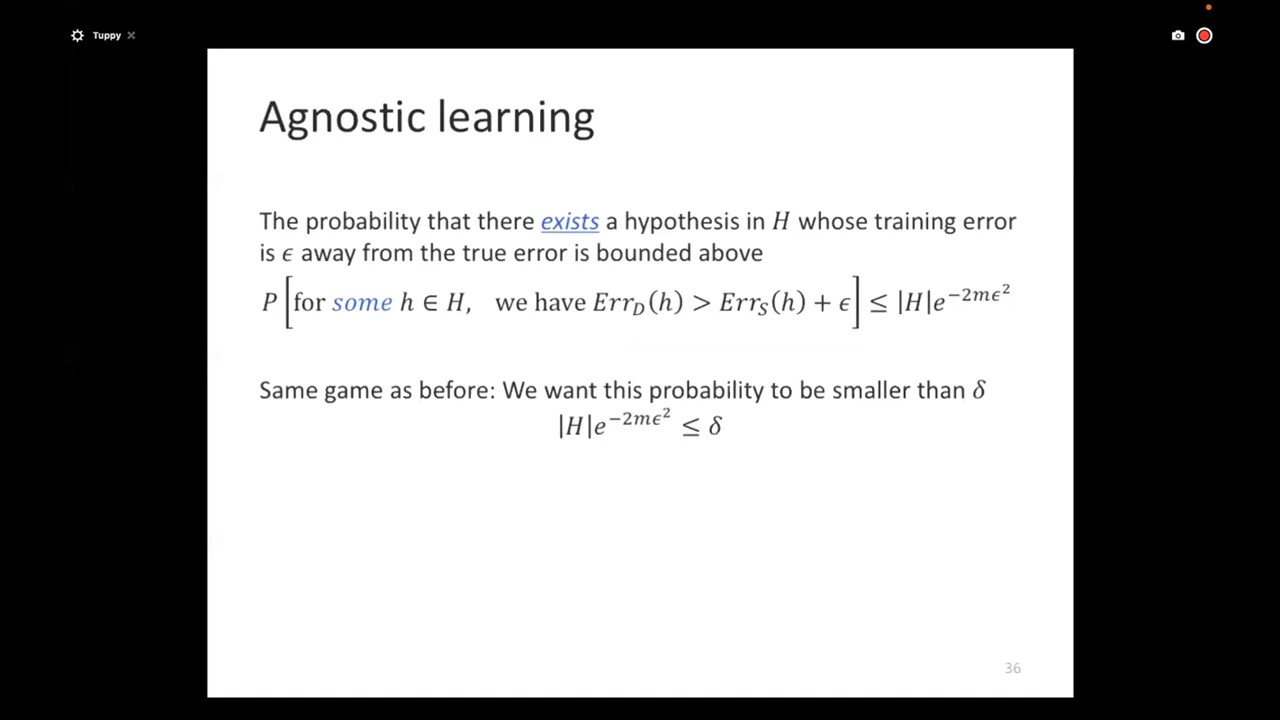 Tuppy ×
Agnostic learning
The probability that there exists a hypothesis in H whose training error
is ϵ away from the true error is bounded above
P[for some h ∈ H, we have Err_D(h) > Err_S(h) + ϵ] ≤ |H|e^{−2mϵ²}
Same game as before: We want this probability to be smaller than δ
|H|e^{−2mϵ²} ≤ δ
36